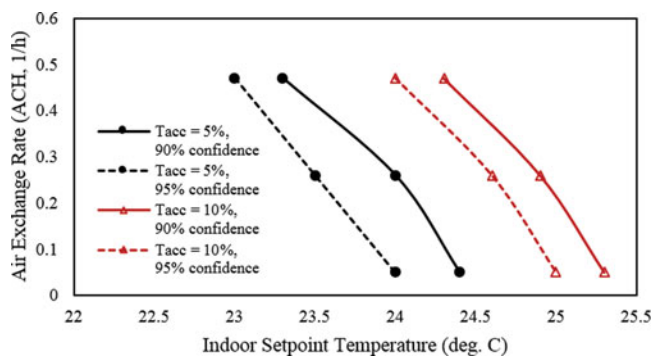 0.6
0.5
0.4
0.3
0.2
0.1
0
Air Exchange Rate (ACH, 1/h)
Tacc = 5%,
90% confidence
Tacc = 5%,
95% confidence
Tacc = 10%,
90% confidence
Tacc = 10%,
95% confidence
22 22.5 23 23.5 24 24.5 25 25.5
Indoor Setpoint Temperature (deg. C)